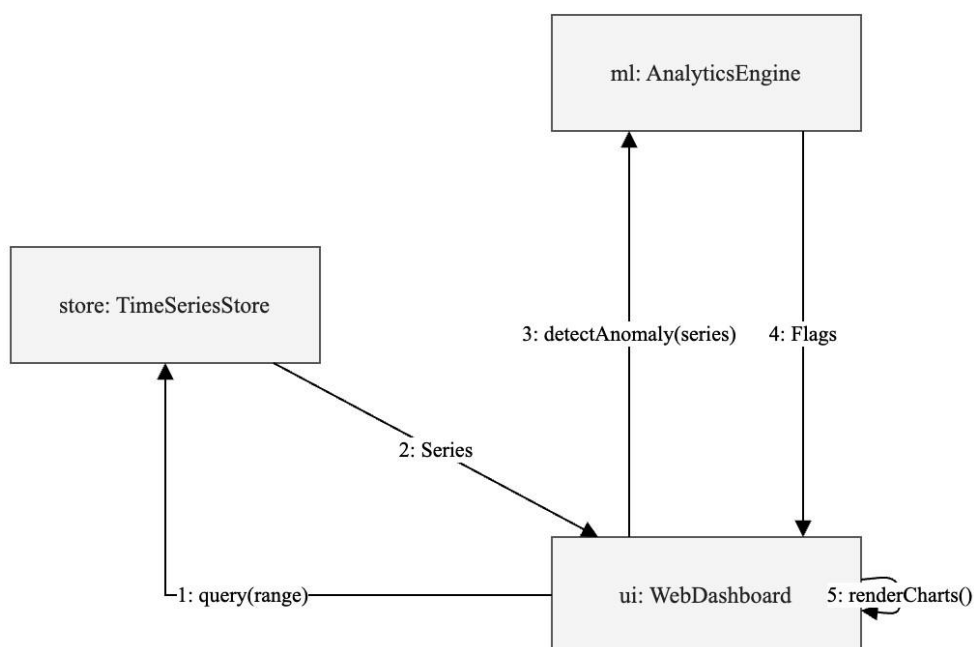 ml: AnalyticsEngine
store: TimeSeriesStore
3: detectAnomaly(series)
4: Flags
2: Series
1: query(range)
ui: WebDashboard
5: renderCharts()